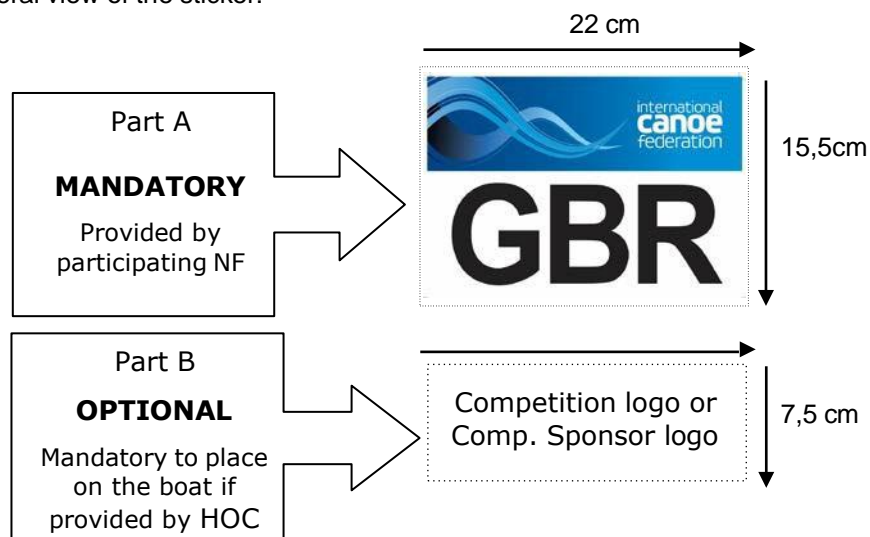 view of the sticker.
22 cm
Part A
MANDATORY
Provided by
participating NF
international
canoe
federation
GBR
15,5cm
Part B
OPTIONAL
Mandatory to place
on the boat if
provided by HOC
Competition logo or
Comp. Sponsor logo
7,5 cm